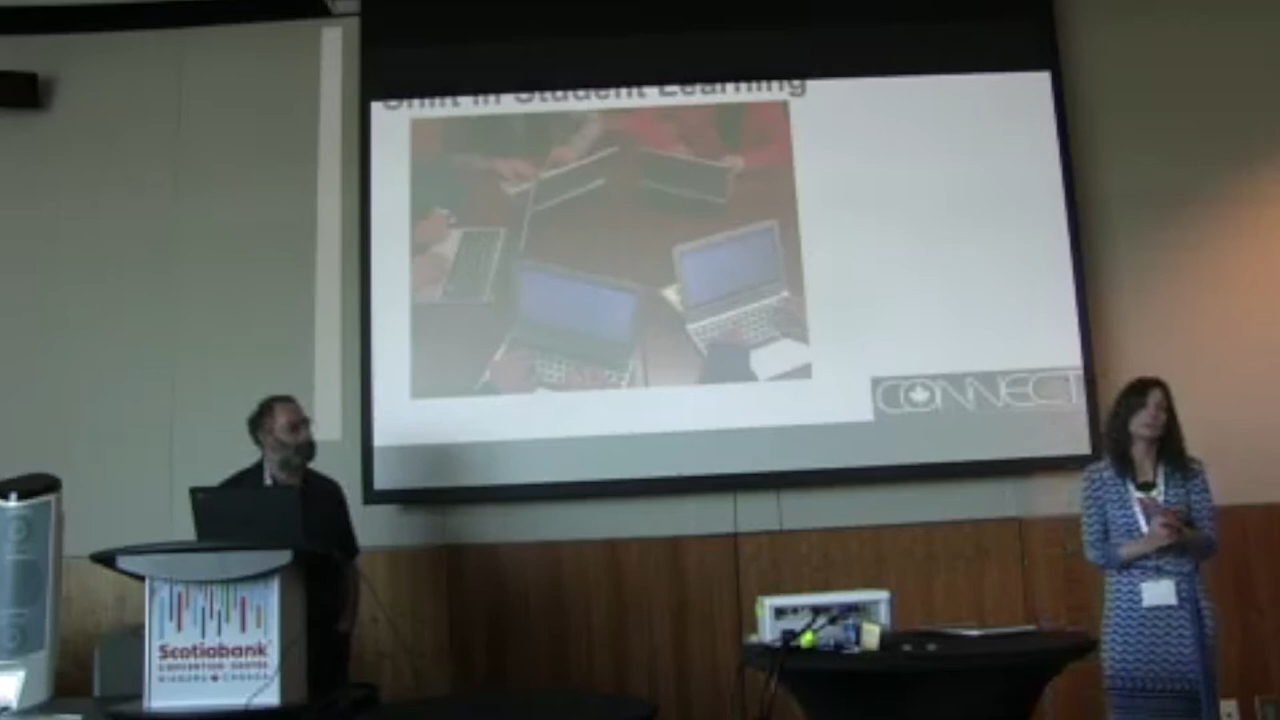 Shift in Student Learning
CONNECT
Scotiabank
CONVENTION CENTRE
NIAGARA CANADA